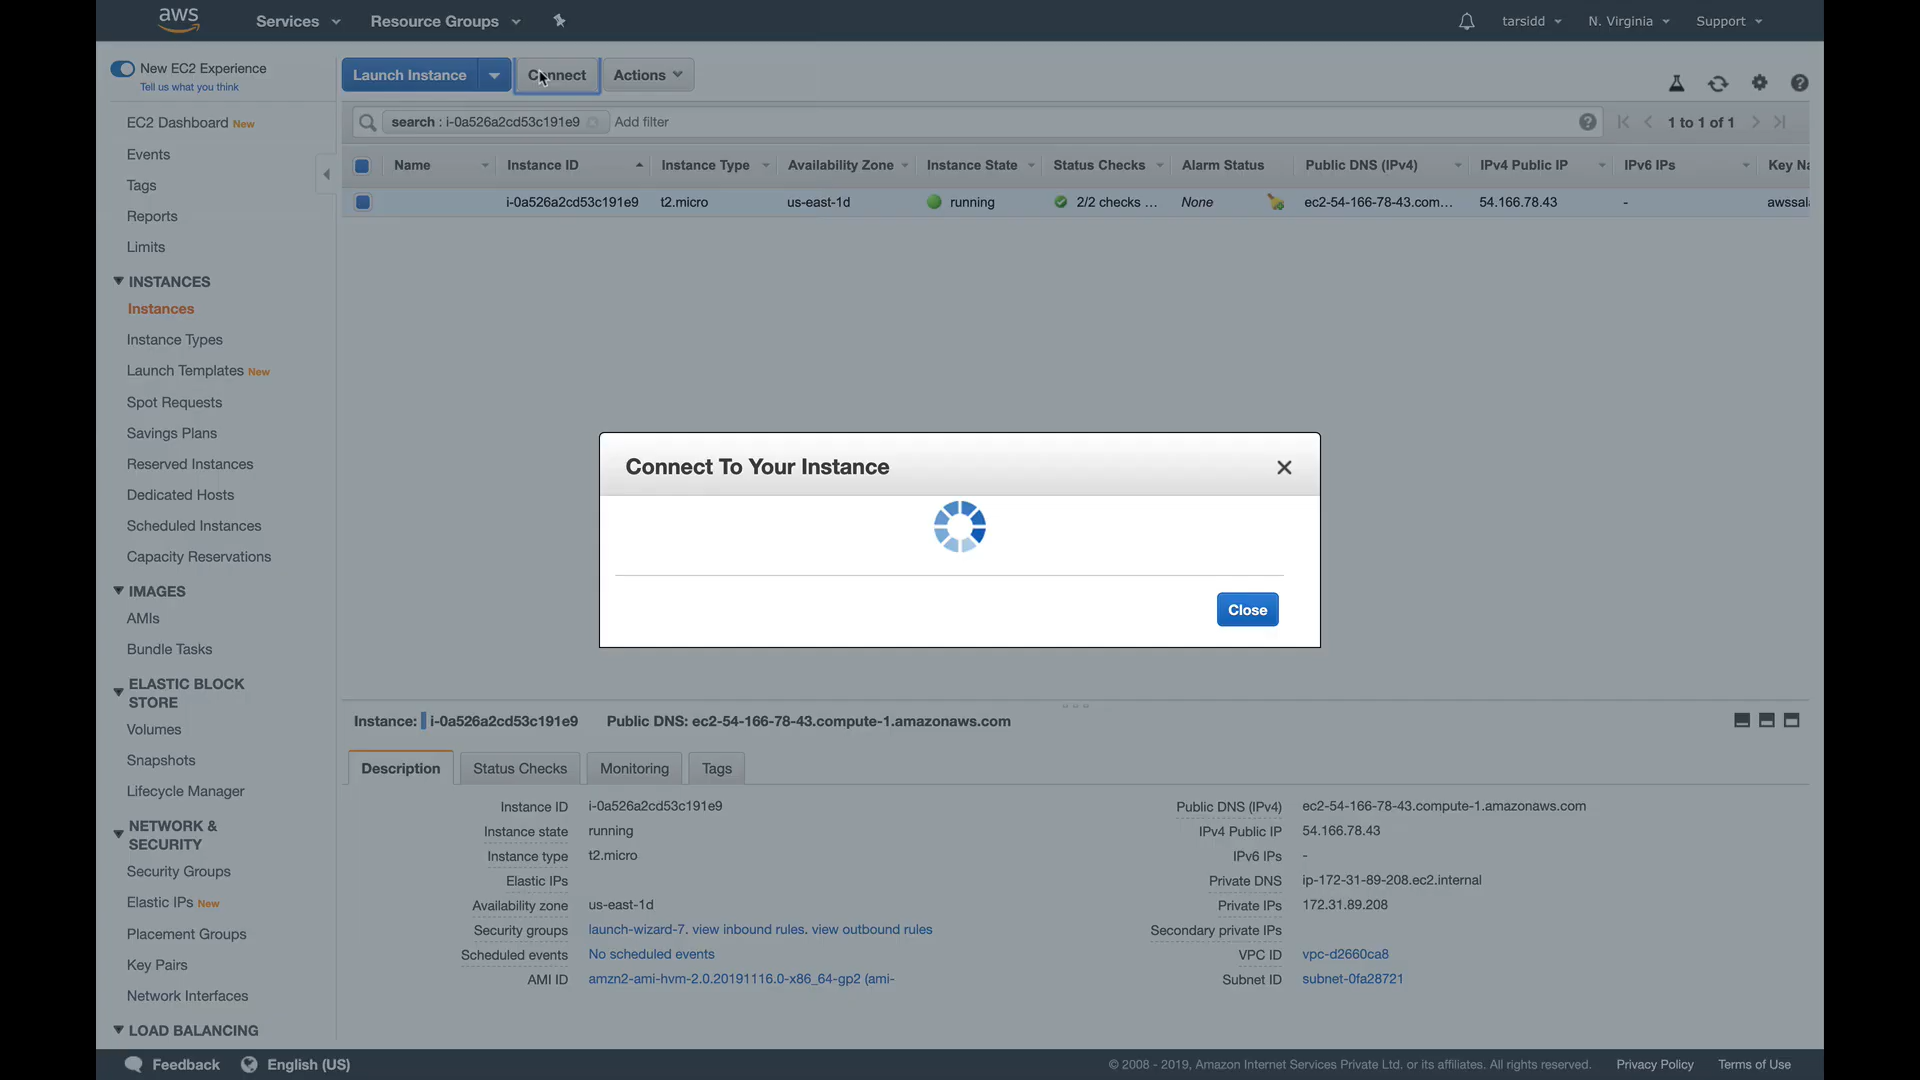 aws Services Resource Groups tarsidd N. Virginia Support
New EC2 Experience
Tell us what you think
EC2 Dashboard New
Events
Tags
Reports
Limits
INSTANCES
Instances
Instance Types
Launch Templates New
Spot Requests
Savings Plans
Reserved Instances
Dedicated Hosts
Scheduled Instances
Capacity Reservations
IMAGES
AMIs
Bundle Tasks
ELASTIC BLOCK
STORE
Volumes
Snapshots
Lifecycle Manager
NETWORK &
SECURITY
Security Groups
Elastic IPs New
Placement Groups
Key Pairs
Network Interfaces
LOAD BALANCING
Launch Instance Connect Actions
search : i-0a526a2cd53c191e9 Add filter 1 to 1 of 1
Name Instance ID Instance Type Availability Zone Instance State Status Checks Alarm Status Public DNS (IPv4) IPv4 Public IP IPv6 IPs Key Na
i-0a526a2cd53c191e9 t2.micro us-east-1d running 2/2 checks ... None ec2-54-166-78-43.com... 54.166.78.43 - awssal
Connect To Your Instance
Close
Instance: i-0a526a2cd53c191e9 Public DNS: ec2-54-166-78-43.compute-1.amazonaws.com
Description Status Checks Monitoring Tags
Instance ID i-0a526a2cd53c191e9
Instance state running
Instance type t2.micro
Elastic IPs
Availability zone us-east-1d
Security groups launch-wizard-7. view inbound rules. view outbound rules
Scheduled events No scheduled events
AMI ID amzn2-ami-hvm-2.0.20191116.0-x86_64-gp2 (ami-
Public DNS (IPv4) ec2-54-166-78-43.compute-1.amazonaws.com
IPv4 Public IP 54.166.78.43
IPv6 IPs -
Private DNS ip-172-31-89-208.ec2.internal
Private IPs 172.31.89.208
Secondary private IPs
VPC ID vpc-d2660ca8
Subnet ID subnet-0fa28721
Feedback English (US) © 2008 - 2019, Amazon Internet Services Private Ltd. or its affiliates. All rights reserved. Privacy Policy Terms of Use